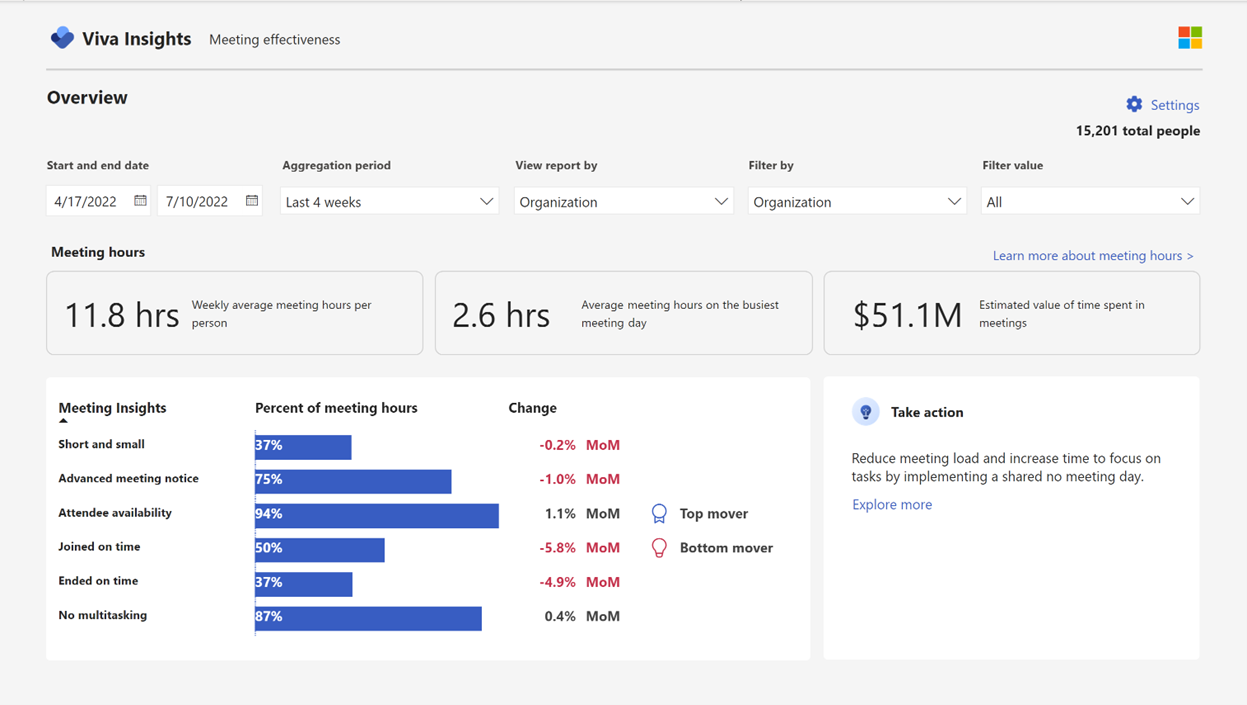 Viva Insights Meeting effectiveness
Overview
Settings
15,201 total people
Start and end date
Aggregation period
View report by
Filter by
Filter value
4/17/2022
7/10/2022
Last 4 weeks
Organization
Organization
All
Meeting hours
Learn more about meeting hours >
11.8 hrs
Weekly average meeting hours per
person
2.6 hrs
Average meeting hours on the busiest
meeting day
$51.1M
Estimated value of time spent in
meetings
Meeting Insights Percent of meeting hours Change
Short and small 37% -0.2% MoM
Advanced meeting notice 75% -1.0% MoM
Attendee availability 94% 1.1% MoM Top mover
Joined on time 50% -5.8% MoM Bottom mover
Ended on time 37% -4.9% MoM
No multitasking 87% 0.4% MoM
Take action
Reduce meeting load and increase time to focus on
tasks by implementing a shared no meeting day.
Explore more